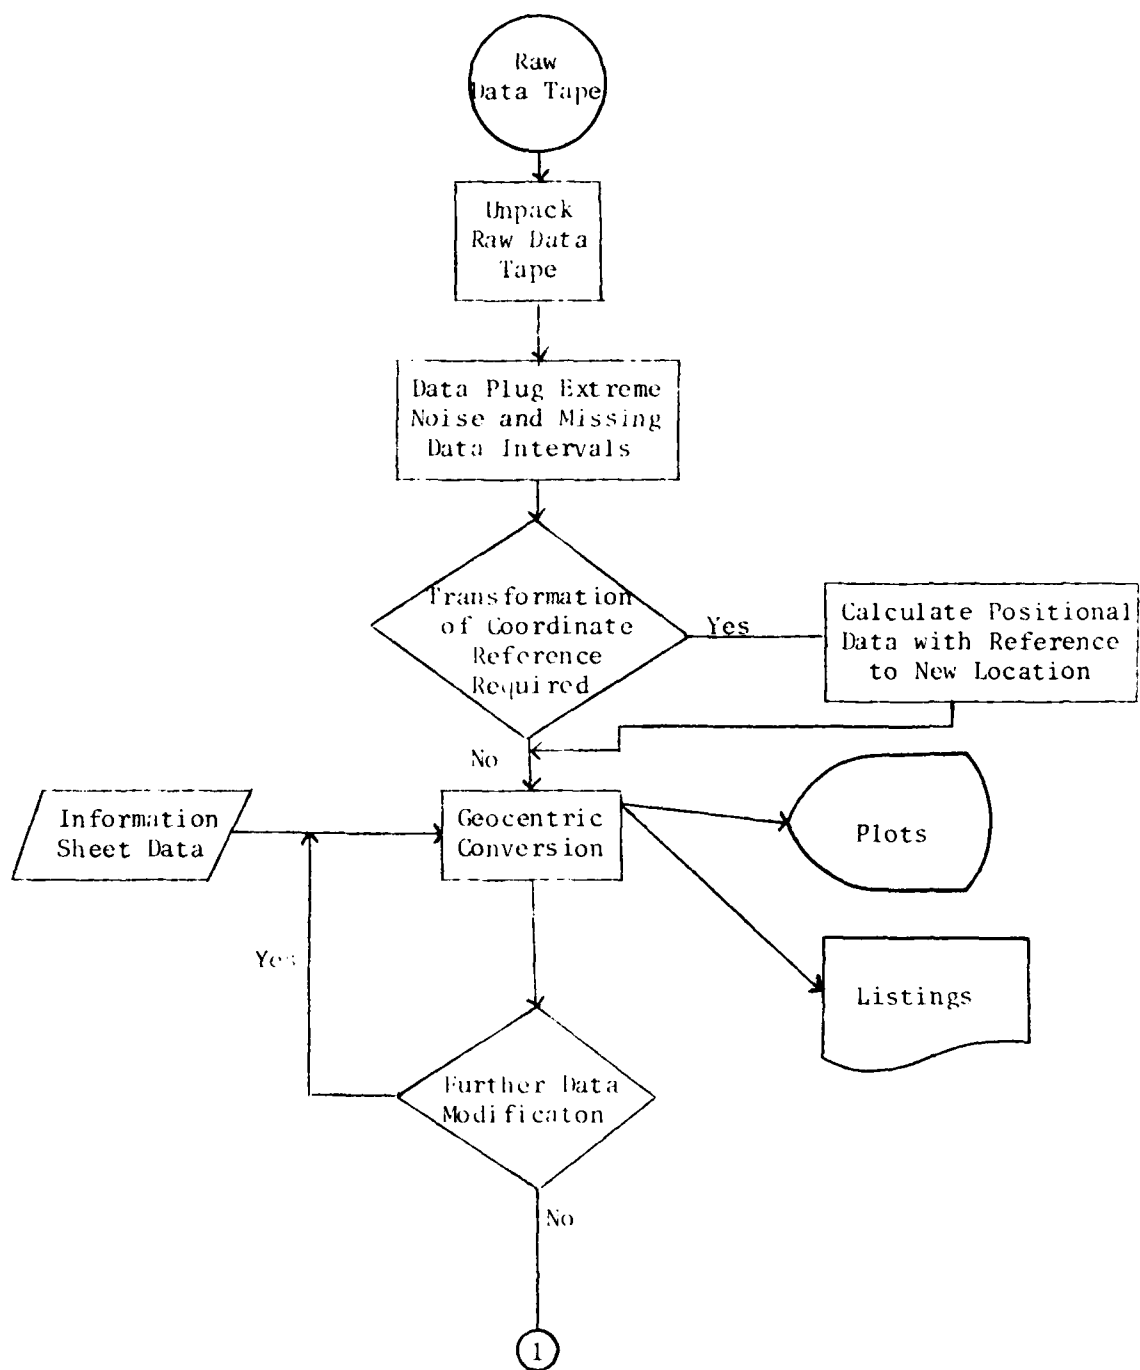 Raw
Data Tape
Unpack
Raw Data
Tape
Data Plug Extreme
Noise and Missing
Data Intervals
Transformation
of Coordinate
Reference
Required
Yes
Calculate Positional
Data with Reference
to New Location
No
Information
Sheet Data
Geocentric
Conversion
Plots
Yes
Listings
Further Data
Modificaton
No
1